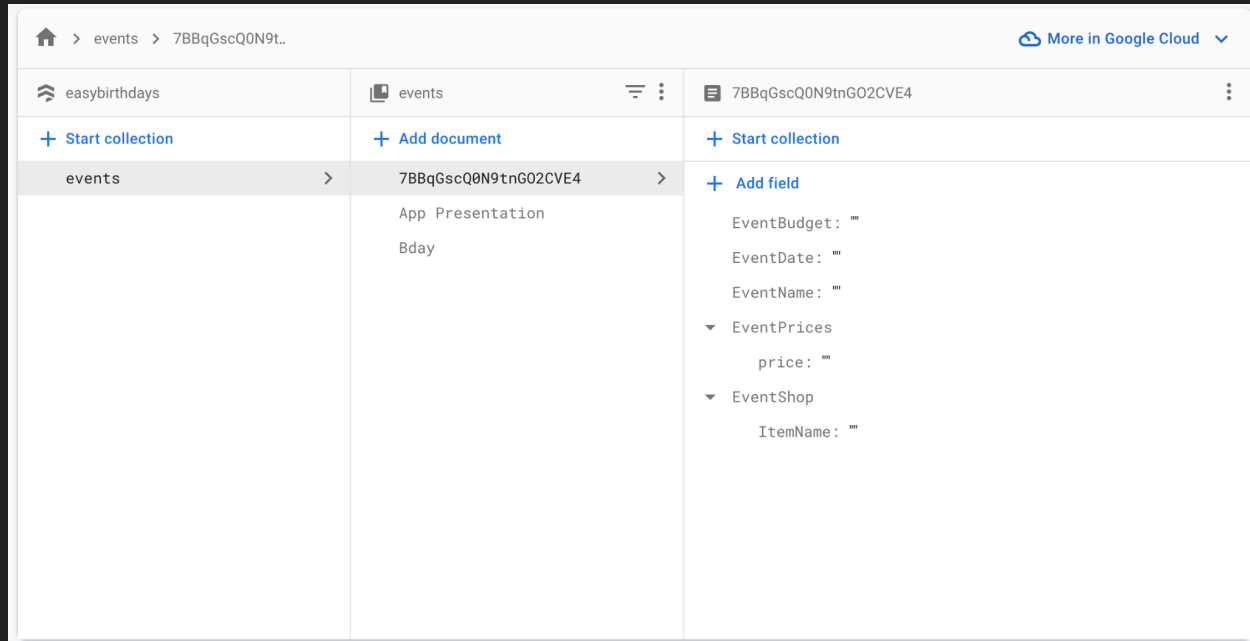 events > 7BBqGscQ0N9t..
More in Google Cloud
easybirthdays
events
7BBqGscQ0N9tnGO2CVE4
+ Start collection
+ Add document
+ Start collection
events
7BBqGscQ0N9tnGO2CVE4
App Presentation
Bday
+ Add field
EventBudget: ""
EventDate: ""
EventName: ""
EventPrices
price: ""
EventShop
ItemName: ""